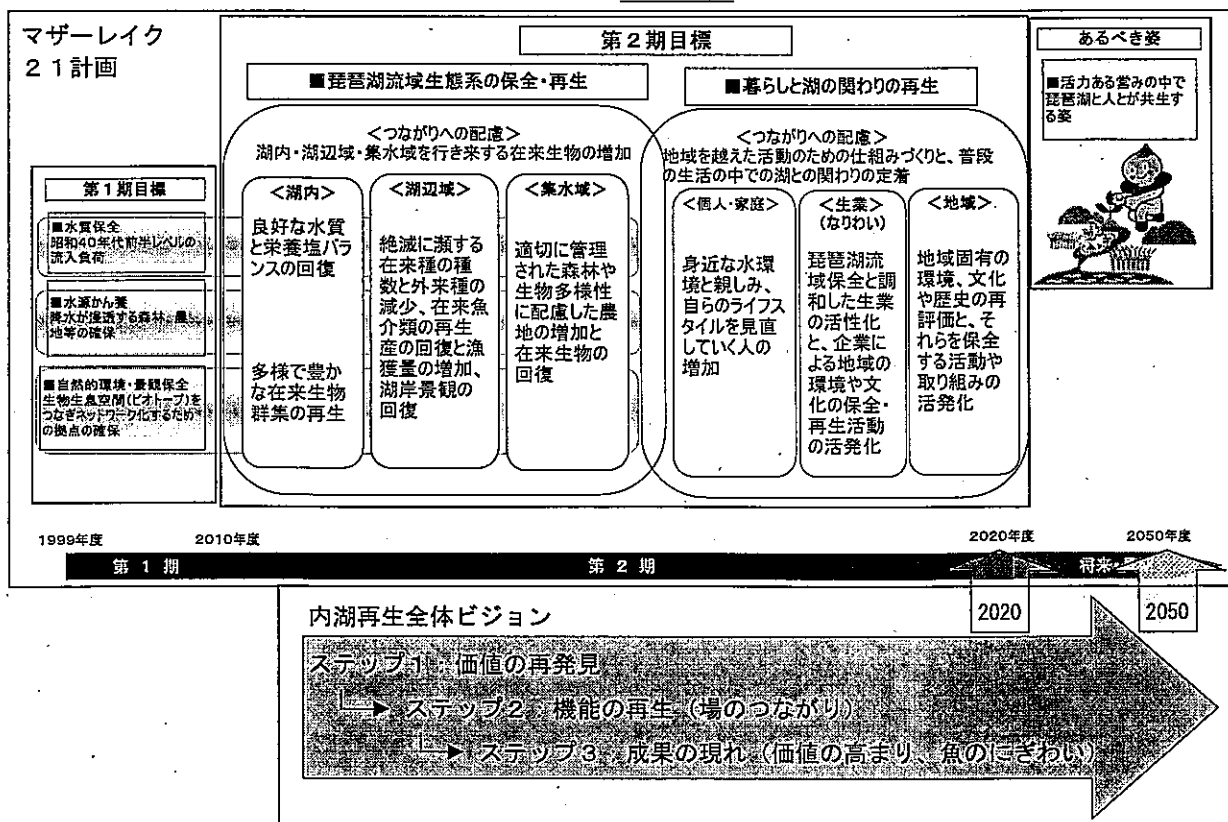 マザーレイク
21計画
第2期目標
■琵琶湖流域生態系の保全・再生
■暮らしと湖の関わりの再生
あるべき姿
■活力ある営みの中で
琵琶湖と人とが共生す
る姿
<つながりへの配慮>
湖内・湖辺域・集水域を行き来する在来生物の増加
<つながりへの配慮>
地域を越えた活動のための仕組みづくりと、普段
の生活の中での湖との関わりの定着
第1期目標
■水質保全
昭和40年代前半レベルの
流入負荷
■水源かん養
降水が浸透する森林、農
地等の確保
■自然的環境・景観保全
生物生息空間(ビオトープ)を
つなぎネットワーク化するため
の拠点の確保
<湖内>
良好な水質
と栄養塩バラ
ンスの回復
多様で豊か
な在来生物
群集の再生
<湖辺域>
絶滅に瀕する
在来種の種
数と外来種の
減少、在来魚
介類の再生
産の回復と漁
獲量の増加、
湖岸景観の
回復
<集水域>
適切に管理
された森林や
生物多様性
に配慮した農
地の増加と
在来生物の
回復
<個人・家庭>
身近な水環
境と親しみ、
自らのライフス
タイルを見直
していく人の
増加
<生業>
(なりわい)
琵琶湖流
域保全と調
和した生業
の活性化
と、企業に
よる地域の
環境や文
化の保全・
再生活動
の活発化
<地域>
地域固有の
環境、文化
や歴史の再
評価と、そ
れらを保全
する活動や
取り組みの
活発化
1999年度
2010年度
2020年度
2050年度
第1期
第2期
将来
2020
2050
内湖再生全体ビジョン
ステップ1：価値の再発見
ステップ2：機能の再生（場のつながり）
ステップ3：成果の現れ（価値の高まり、魚のにぎわい）